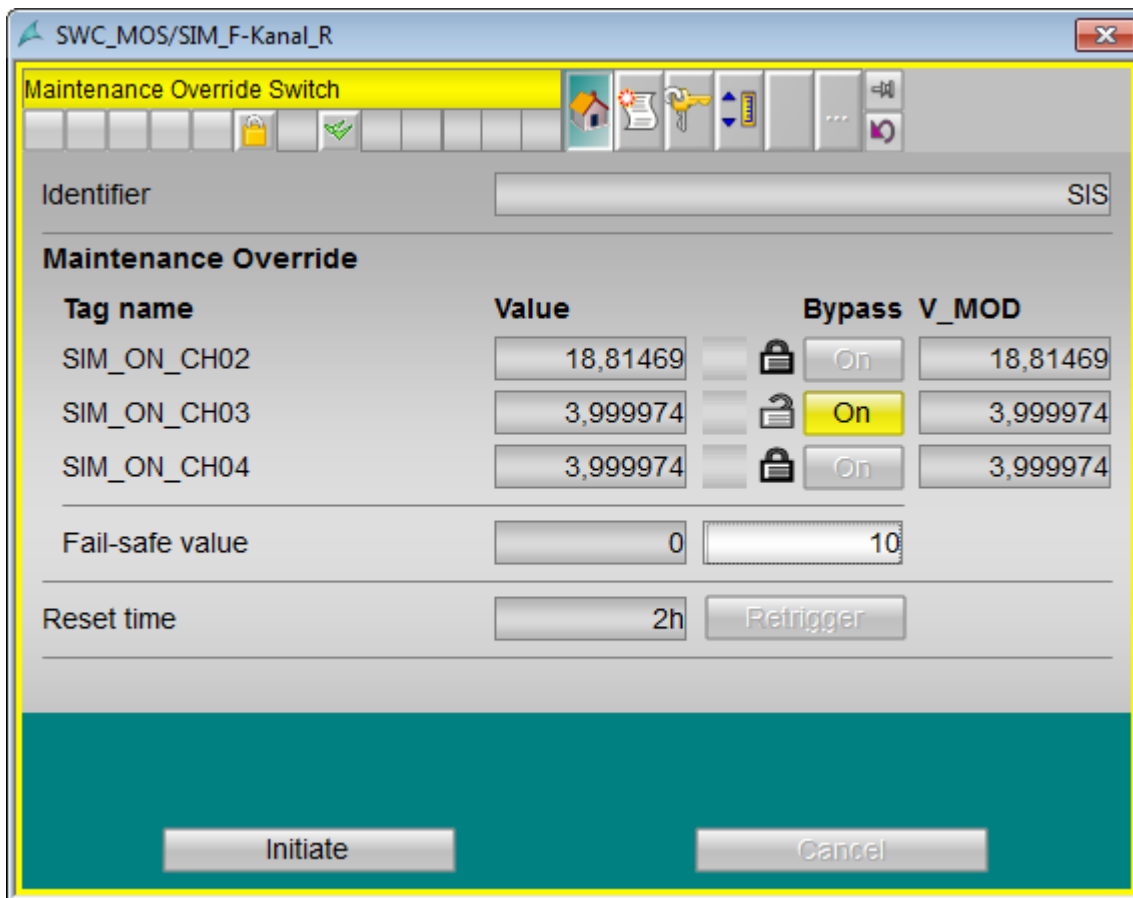 SWC_MOS/SIM_F-Kanal_R
Maintenance Override Switch
...
Identifier SIS
Maintenance Override
Tag name Value Bypass V_MOD
SIM_ON_CH02 18,81469 On 18,81469
SIM_ON_CH03 3,999974 On 3,999974
SIM_ON_CH04 3,999974 On 3,999974
Fail-safe value 0 10
Reset time 2h Retrigger
Initiate Cancel